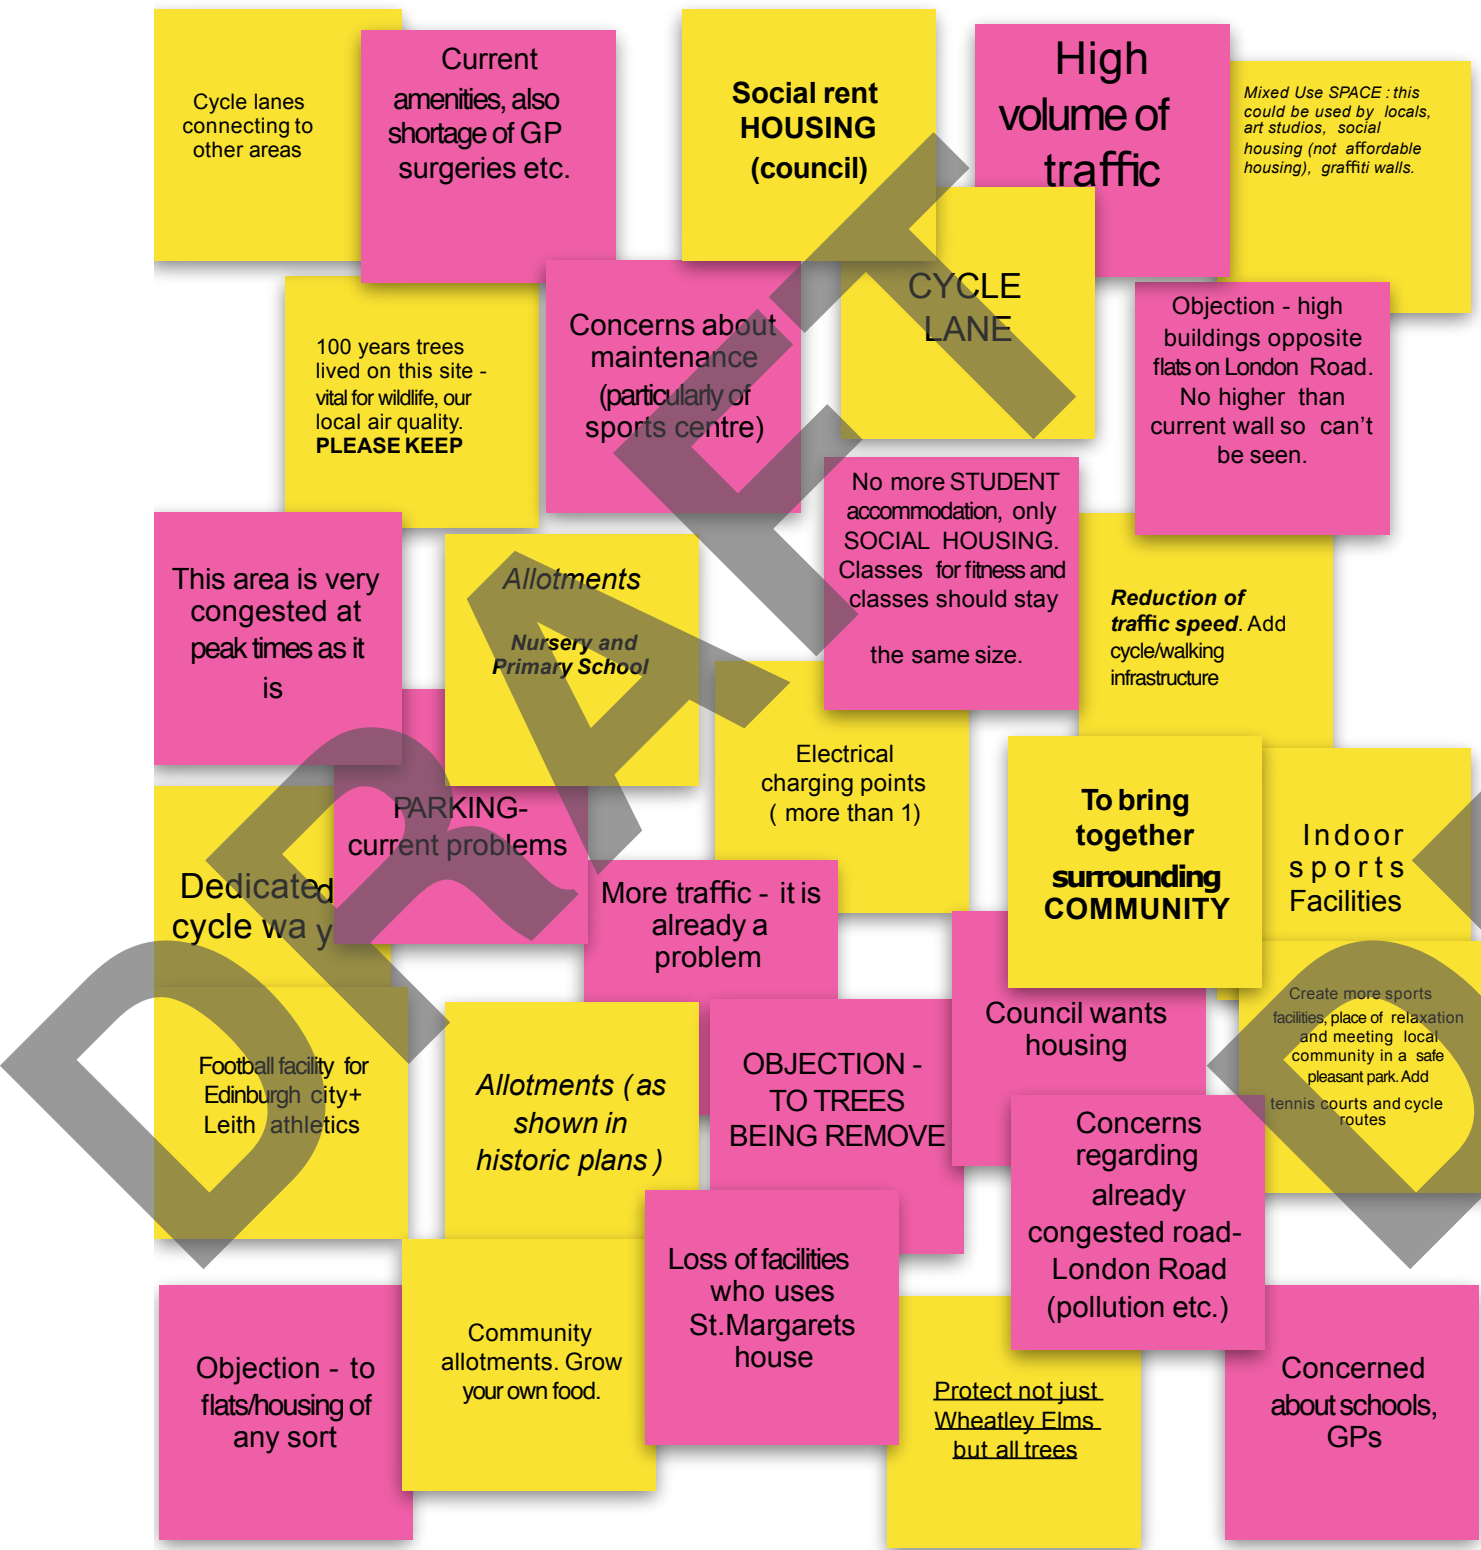 Cycle lanes
connecting to
other areas
Current
amenities, also
shortage of GP
surgeries etc.
Social rent
HOUSING
(council)
High
volume of
traffic
Mixed Use SPACE : this
could be used by locals,
art studios, social
housing (not affordable
housing), graffiti walls.
100 years trees
lived on this site -
vital for wildlife, our
local air quality.
PLEASE KEEP
Concerns about
maintenance
(particularly of
sports centre)
CYCLE
LANE
Objection - high
buildings opposite
flats on London Road.
No higher than
current wall so can't
be seen.
This area is very
congested at
peak times as it
is
Allotments
Nursery and
Primary School
No more STUDENT
accommodation, only
SOCIAL HOUSING.
Classes for fitness and
classes should stay
the same size.
Reduction of
traffic speed. Add
cycle/walking
infrastructure
Dedicated
cycle way
PARKING-
current problems
Electrical
charging points
( more than 1)
To bring
together
surrounding
COMMUNITY
Indoor
sports
Facilities
More traffic - it is
already a
problem
Football facility for
Edinburgh city+
Leith athletics
Allotments (as
shown in
historic plans)
OBJECTION -
TO TREES
BEING REMOVE
Council wants
housing
Create more sports
facilities, place of relaxation
and meeting local
community in a safe
pleasant park. Add
tennis courts and cycle
routes
Concerns
regarding
already
congested road-
London Road
(pollution etc.)
Objection - to
flats/housing of
any sort
Community
allotments. Grow
your own food.
Loss of facilities
who uses
St.Margarets
house
Protect not just
Wheatley Elms
but all trees
Concerned
about schools,
GPs
DRAFT
D